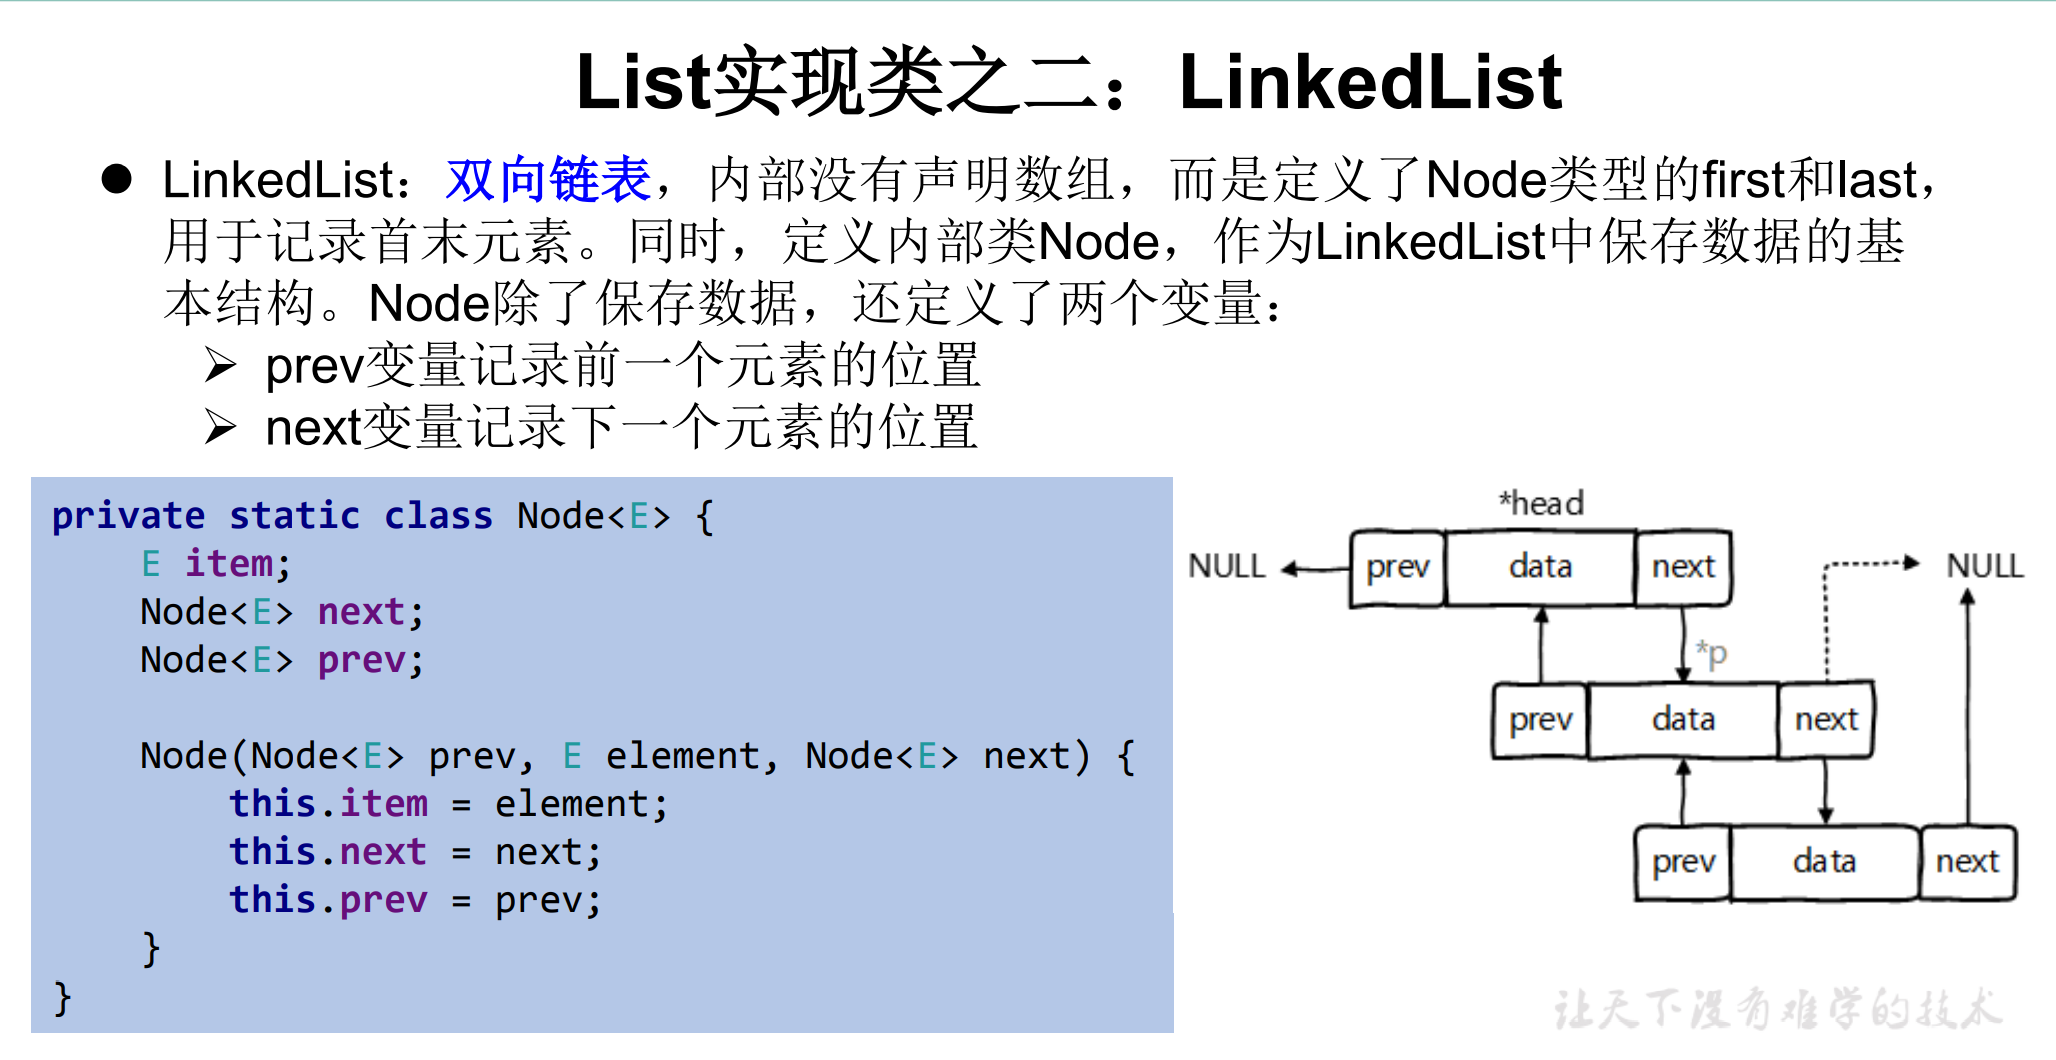 List实现类之二：LinkedList
● LinkedList：双向链表，内部没有声明数组，而是定义了Node类型的first和last，
用于记录首末元素。同时，定义内部类Node，作为LinkedList中保存数据的基
本结构。Node除了保存数据，还定义了两个变量：
➢ prev变量记录前一个元素的位置
➢ next变量记录下一个元素的位置
private static class Node<E> {
    E item;
    Node<E> next;
    Node<E> prev;
    Node(Node<E> prev, E element, Node<E> next) {
        this.item = element;
        this.next = next;
        this.prev = prev;
    }
}
*head
NULL prev data next NULL
*p
prev data next
prev data next
让天下没有难学的技术